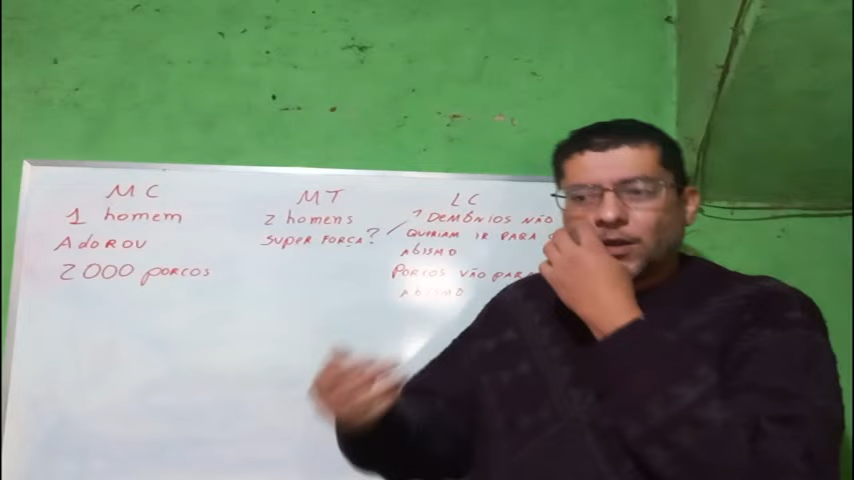 MC
1 homem
Adorou
2000 porcos
MT
2 homens
SUPER FORÇA?
LC
? DEMÔNIOS NÃO
QUERIAM IR PARA O
ABISMO
PORCOS VÃO PARA
ABISMO